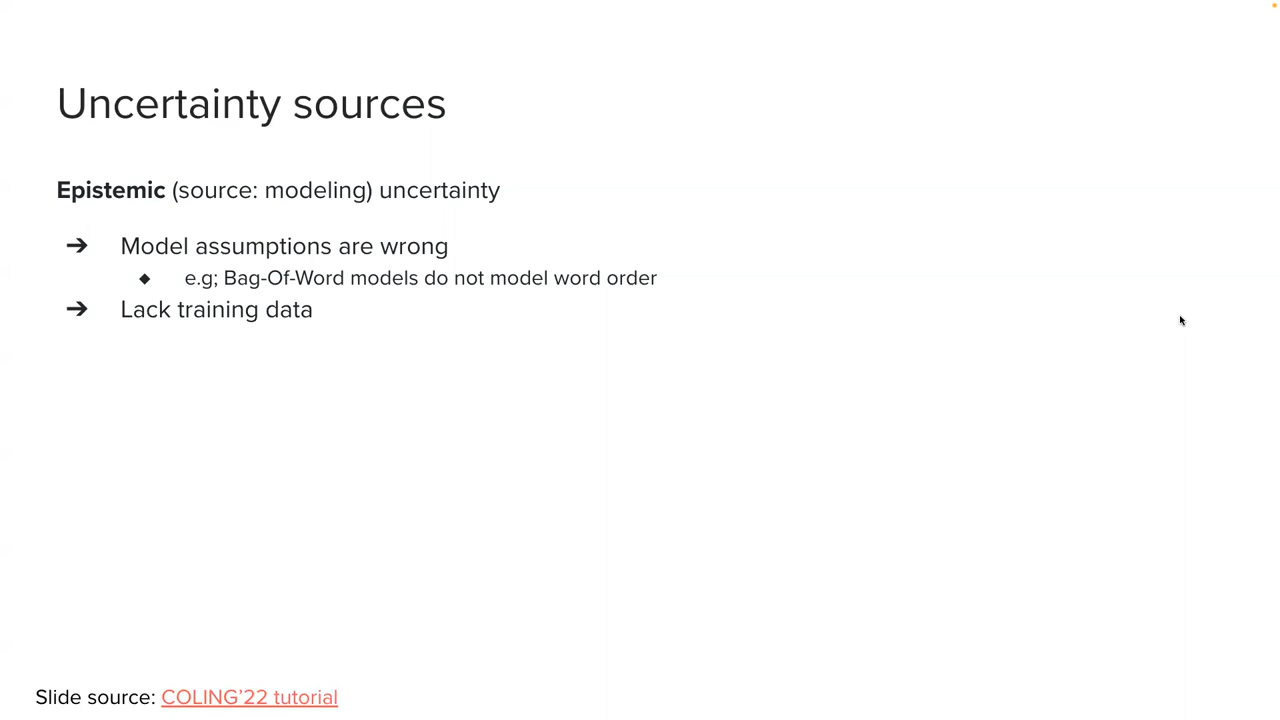 Uncertainty sources
Epistemic (source: modeling) uncertainty
➔ Model assumptions are wrong
◆ e.g; Bag-Of-Word models do not model word order
➔ Lack training data
Slide source: COLING’22 tutorial